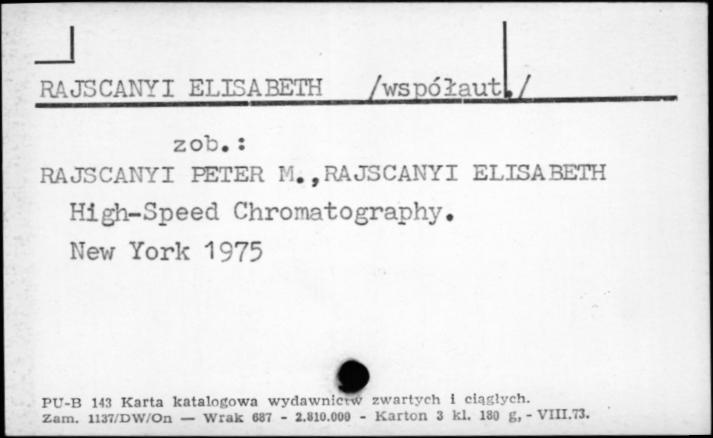 RAJSCANYI ELISABETH /współaut./
zob.:
RAJSCANYI PETER M.,RAJSCANYI ELISABETH
High-Speed Chromatography.
New York 1975
PU-B 143 Karta katalogowa wydawnictw zwartych i ciągłych.
Zam. 1137/DW/On — Wrak 687 - 2.810.000 - Karton 3 kl. 180 g, - VIII.73.